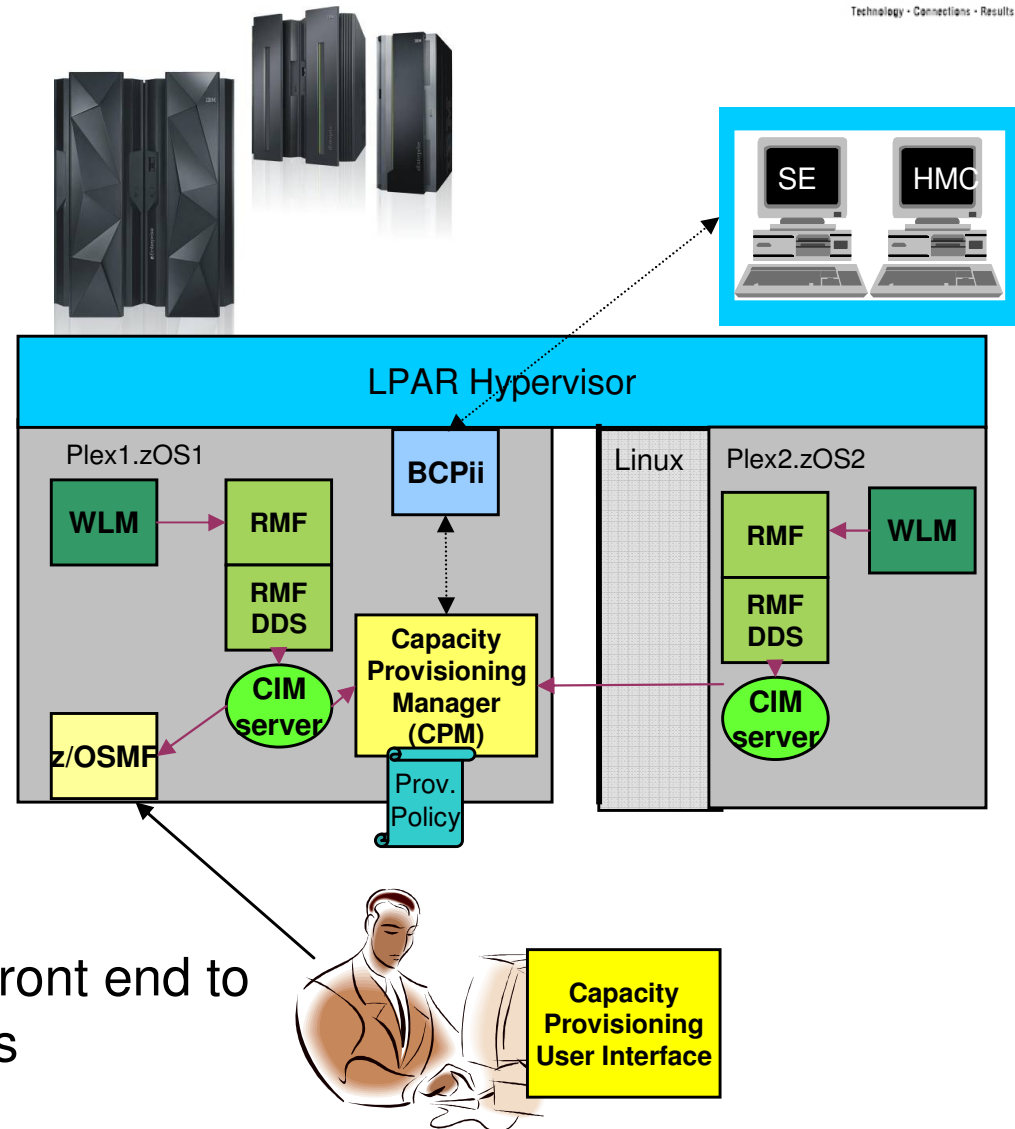 Technology • Connections • Results
SE
HMC
LPAR Hypervisor
Plex1.zOS1
BCPii
Linux
Plex2.zOS2
WLM
RMF
RMF
WLM
RMF
DDS
RMF
DDS
Capacity
Provisioning
Manager
(CPM)
CIM
server
CIM
server
z/OSMF
Prov.
Policy
ront end to
s
Capacity
Provisioning
User Interface